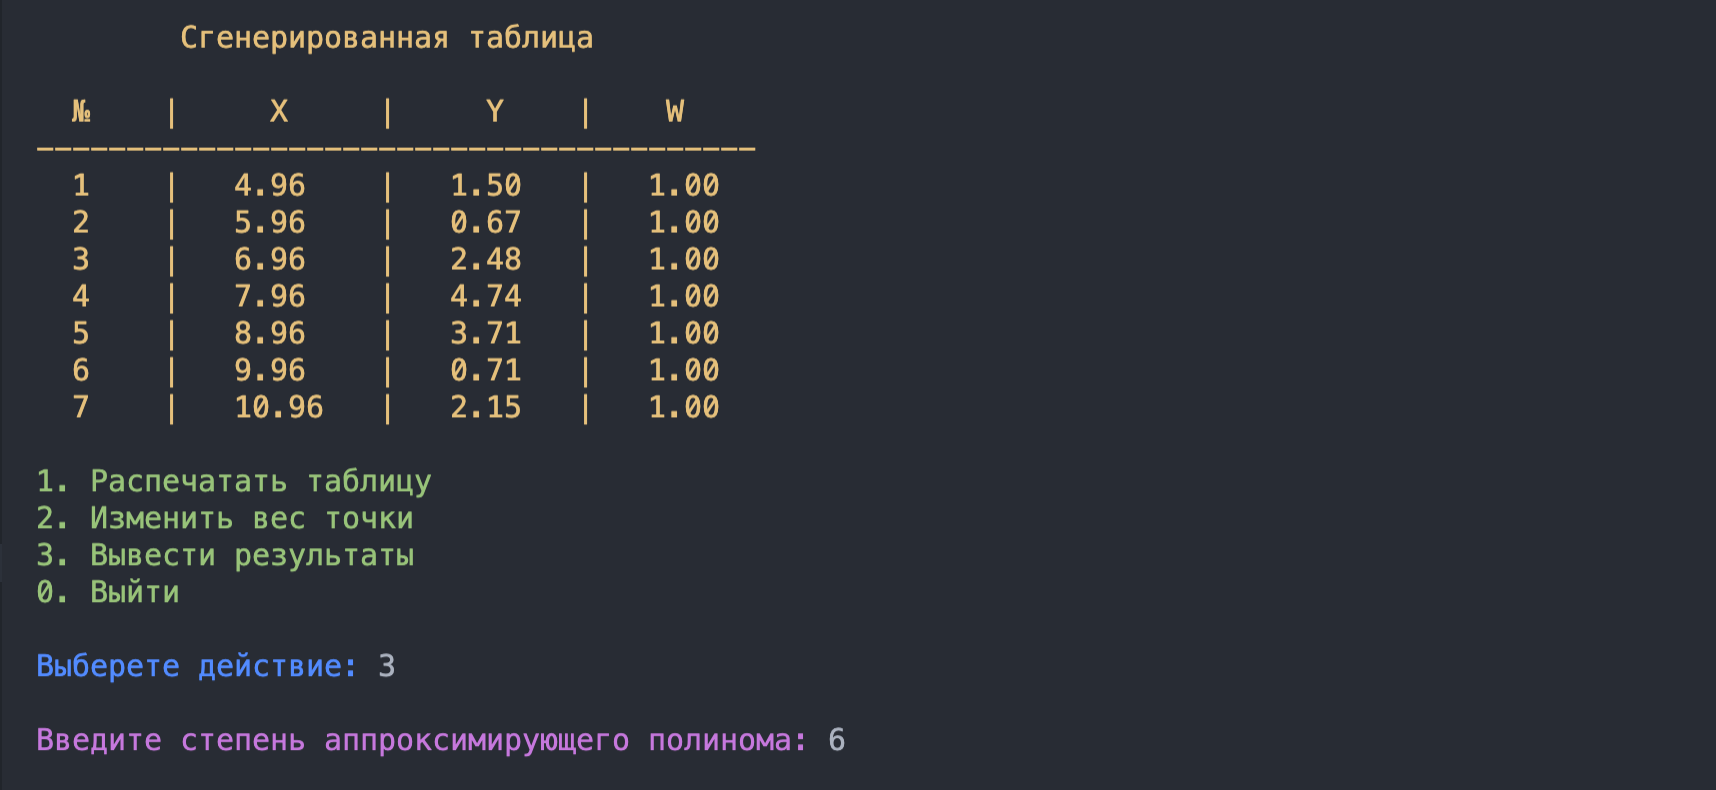 Сгенерированная таблица
№ | X | Y | W
----------------------------------------
1 | 4.96 | 1.50 | 1.00
2 | 5.96 | 0.67 | 1.00
3 | 6.96 | 2.48 | 1.00
4 | 7.96 | 4.74 | 1.00
5 | 8.96 | 3.71 | 1.00
6 | 9.96 | 0.71 | 1.00
7 | 10.96 | 2.15 | 1.00
1. Распечатать таблицу
2. Изменить вес точки
3. Вывести результаты
0. Выйти
Выберете действие: 3
Введите степень аппроксимирующего полинома: 6